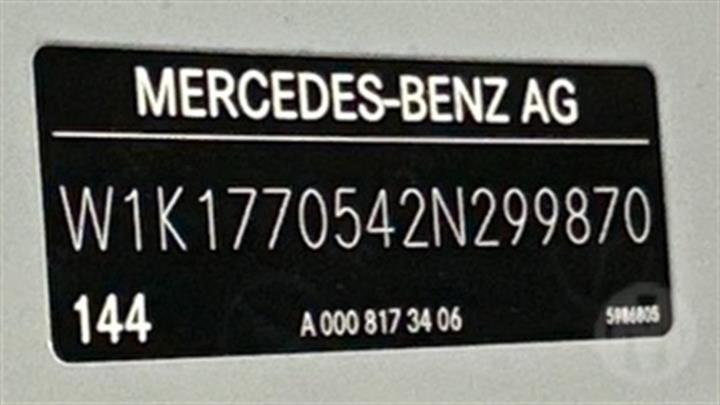 MERCEDES-BENZ AG
W1K1770542N299870
144 A 000 817 34 06 5986805